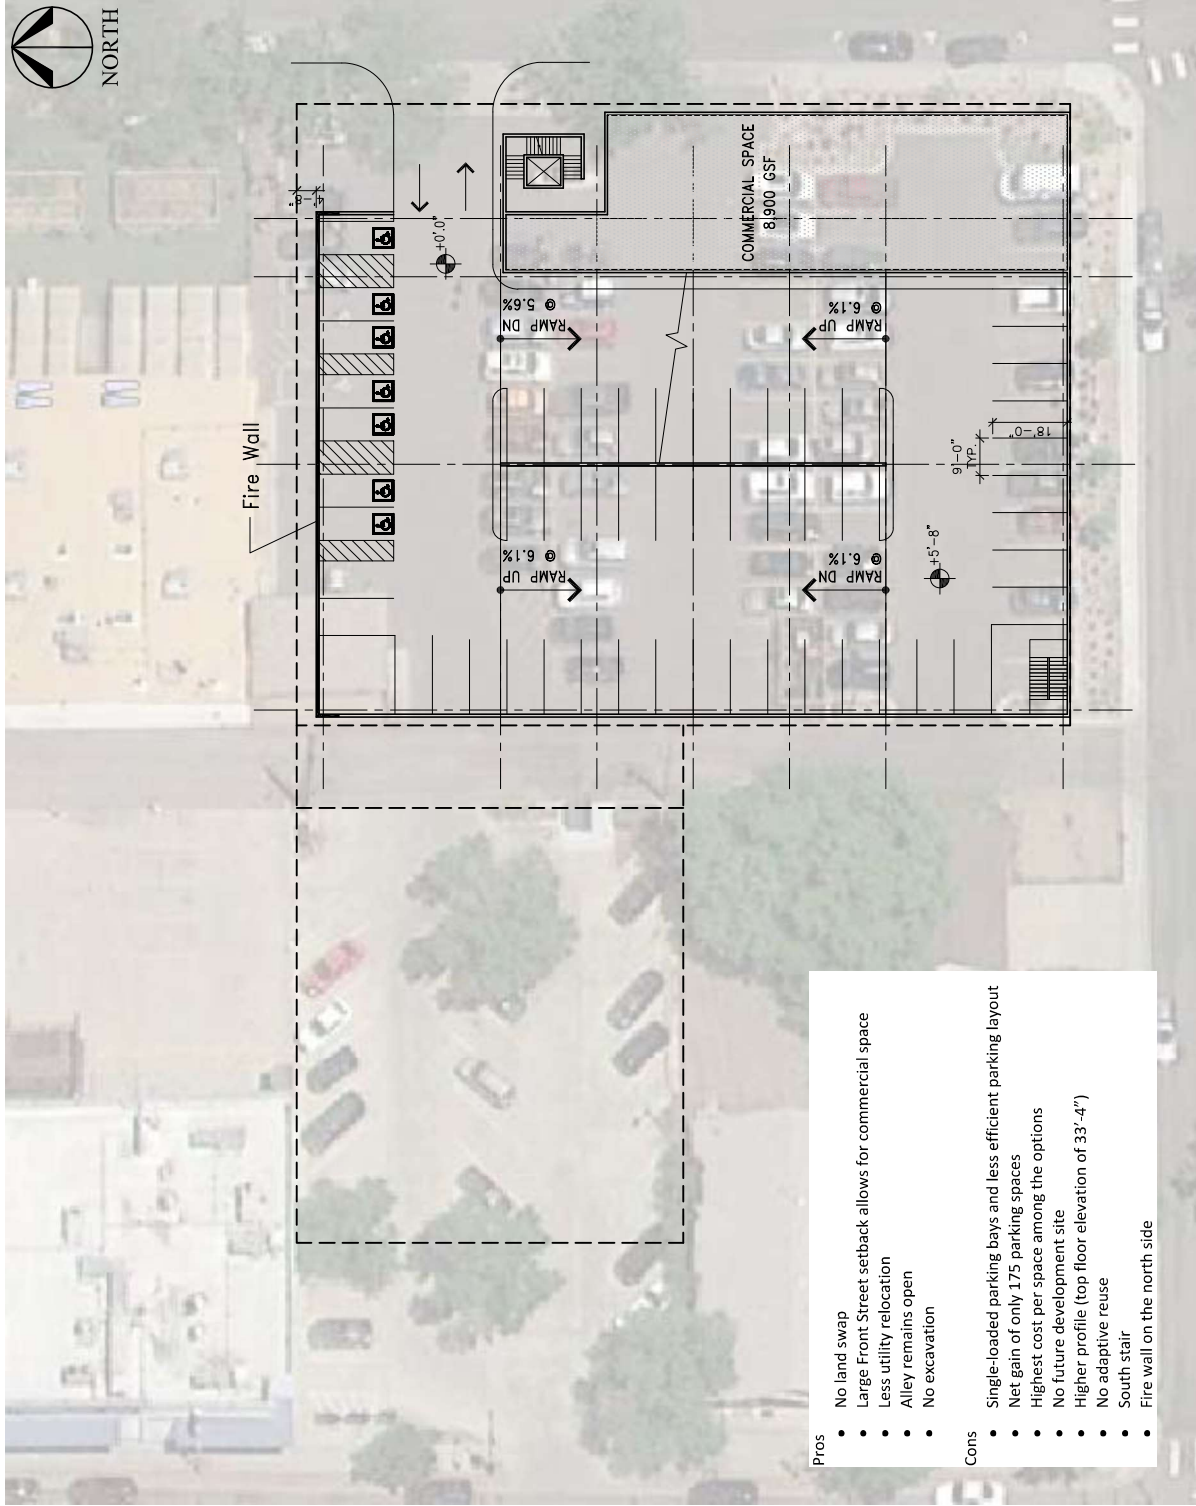 NORTH
Fire Wall
4'-8"
+0'.0"
COMMERCIAL SPACE
8,900 GSF
RAMP DN
@ 5.6%
RAMP UP
@ 6.1%
RAMP UP
@ 6.1%
RAMP DN
@ 6.1%
9'-0"
TYP.
18'-0"
+5'-8"
Pros
• No land swap
• Large Front Street setback allows for commercial space
• Less utility relocation
• Alley remains open
• No excavation
Cons
• Single-loaded parking bays and less efficient parking layout
• Net gain of only 175 parking spaces
• Highest cost per space among the options
• No future development site
• Higher profile (top floor elevation of 33'-4")
• No adaptive reuse
• South stair
• Fire wall on the north side